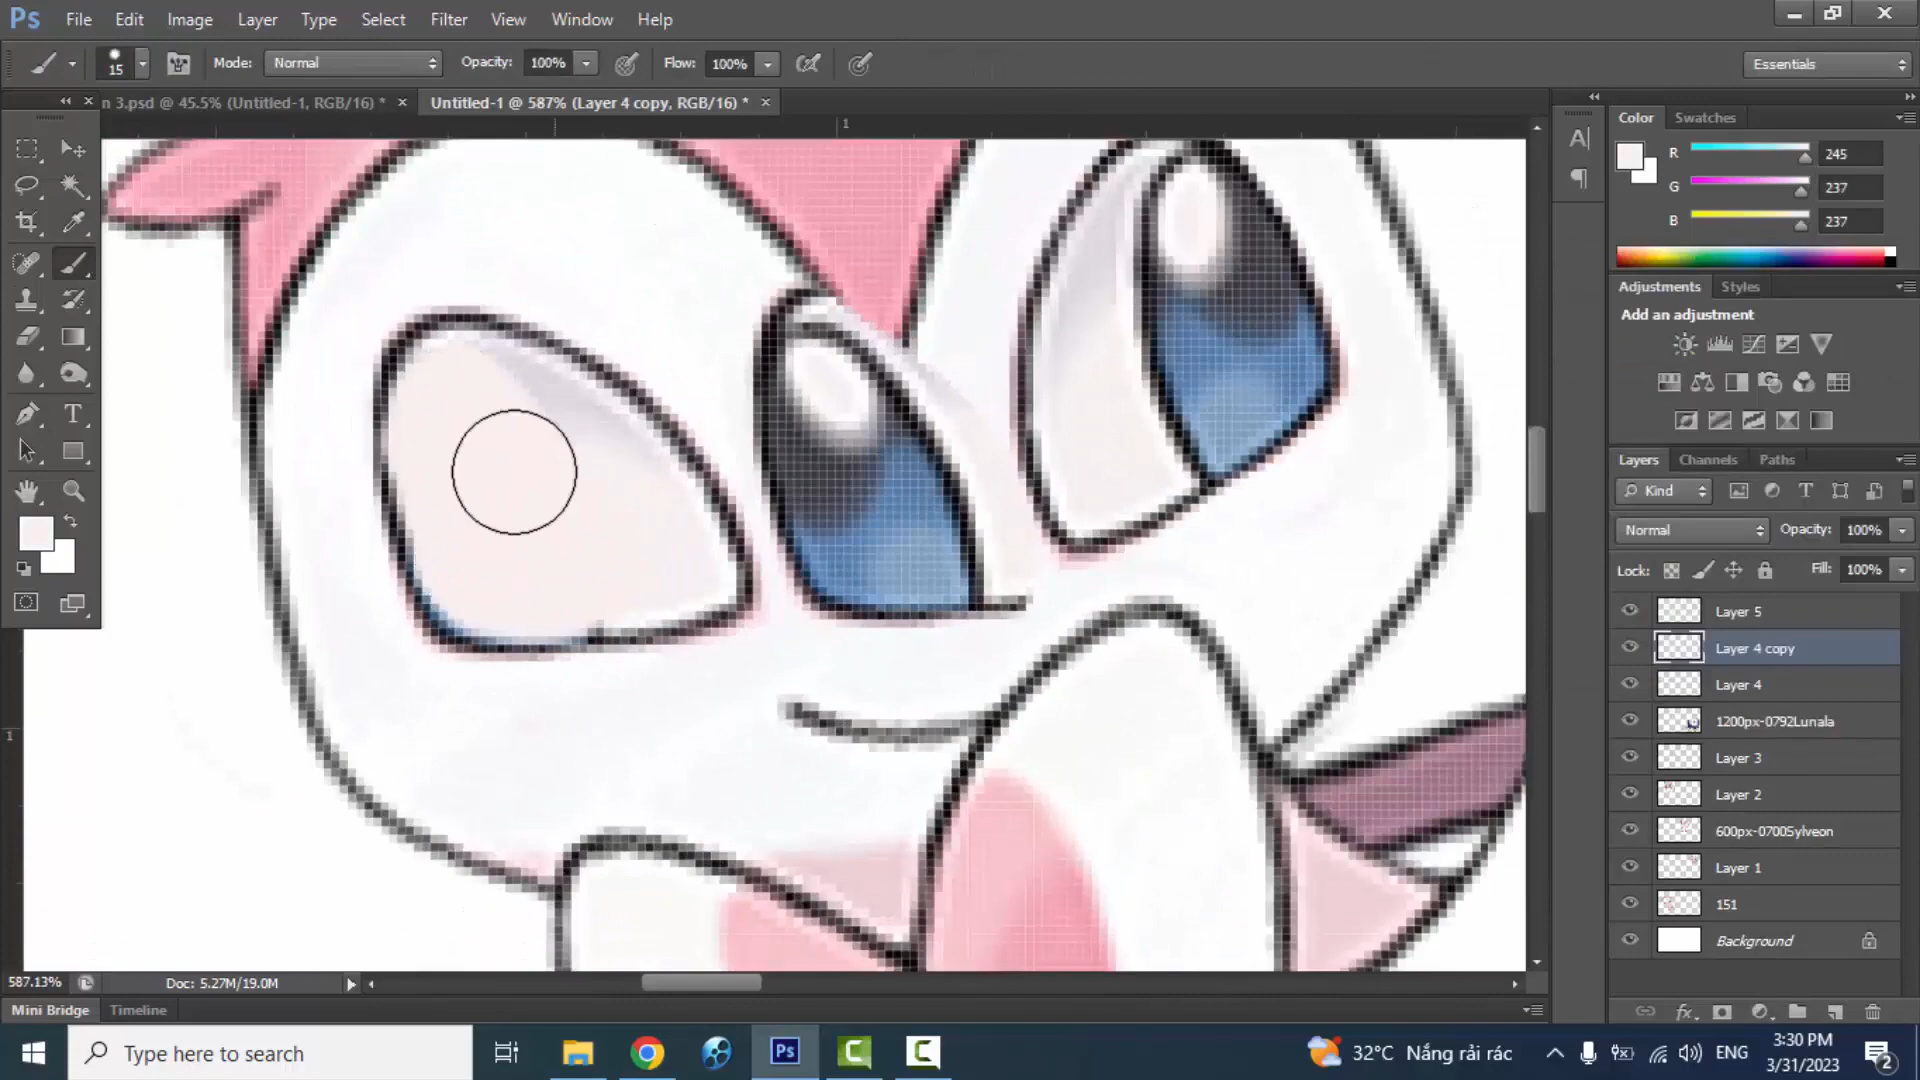 Ps File Edit Image Layer Type Select Filter View Window Help
15 Mode: Normal Opacity: 100% Flow: 100% Essentials
n 3.psd @ 45.5% (Untitled-1, RGB/16) * × Untitled-1 @ 587% (Layer 4 copy, RGB/16) * ×
1
1
Color Swatches
R 245
G 237
B 237
Adjustments Styles
Add an adjustment
Layers Channels Paths
Kind
Normal Opacity: 100%
Lock: Fill: 100%
Layer 5
Layer 4 copy
Layer 4
1200px-0792Lunala
Layer 3
Layer 2
600px-0700Sylveon
Layer 1
151
Background
587.13% Doc: 5.27M/19.0M
Mini Bridge Timeline
Type here to search
32°C Nắng rải rác ENG
3:30 PM
3/31/2023
2